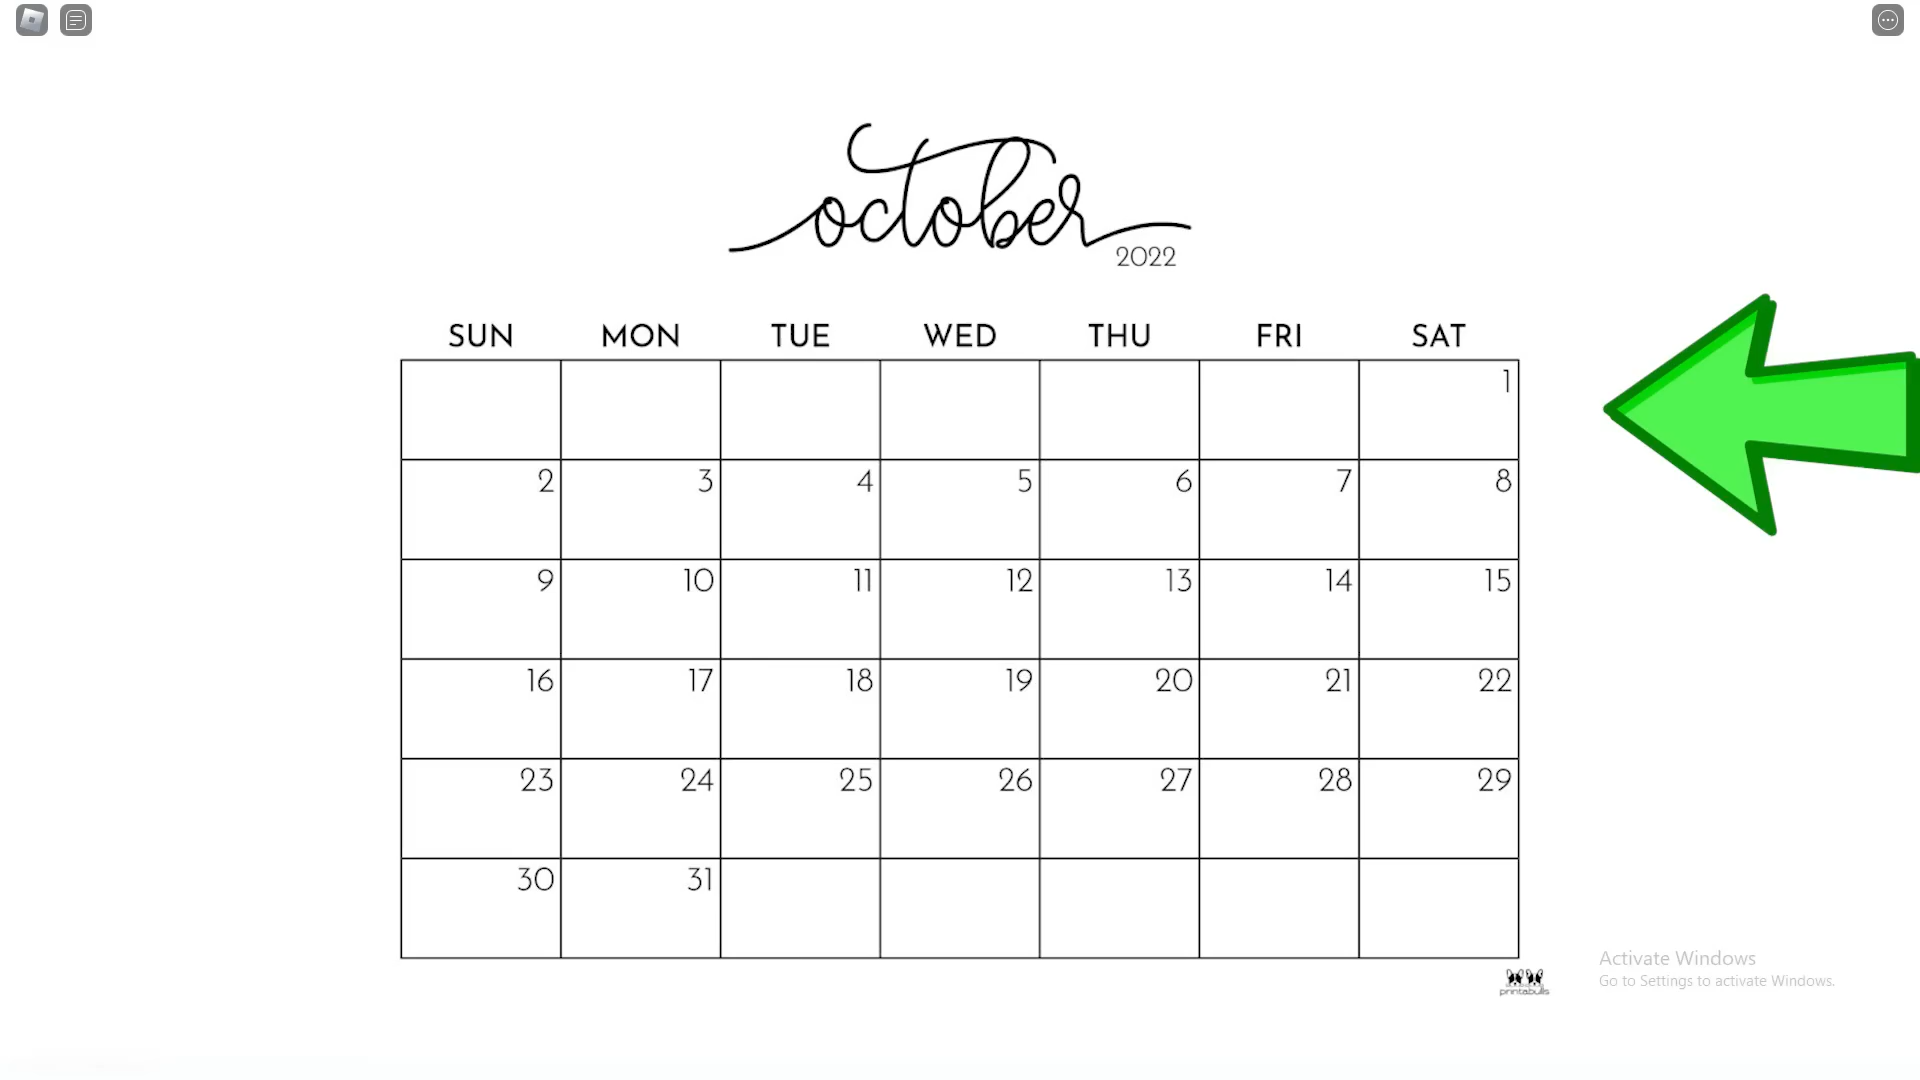 october
2022
SUN MON TUE WED THU FRI SAT
1
2 3 4 5 6 7 8
9 10 11 12 13 14 15
16 17 18 19 20 21 22
23 24 25 26 27 28 29
30 31
printabulls
Activate Windows
Go to Settings to activate Windows.